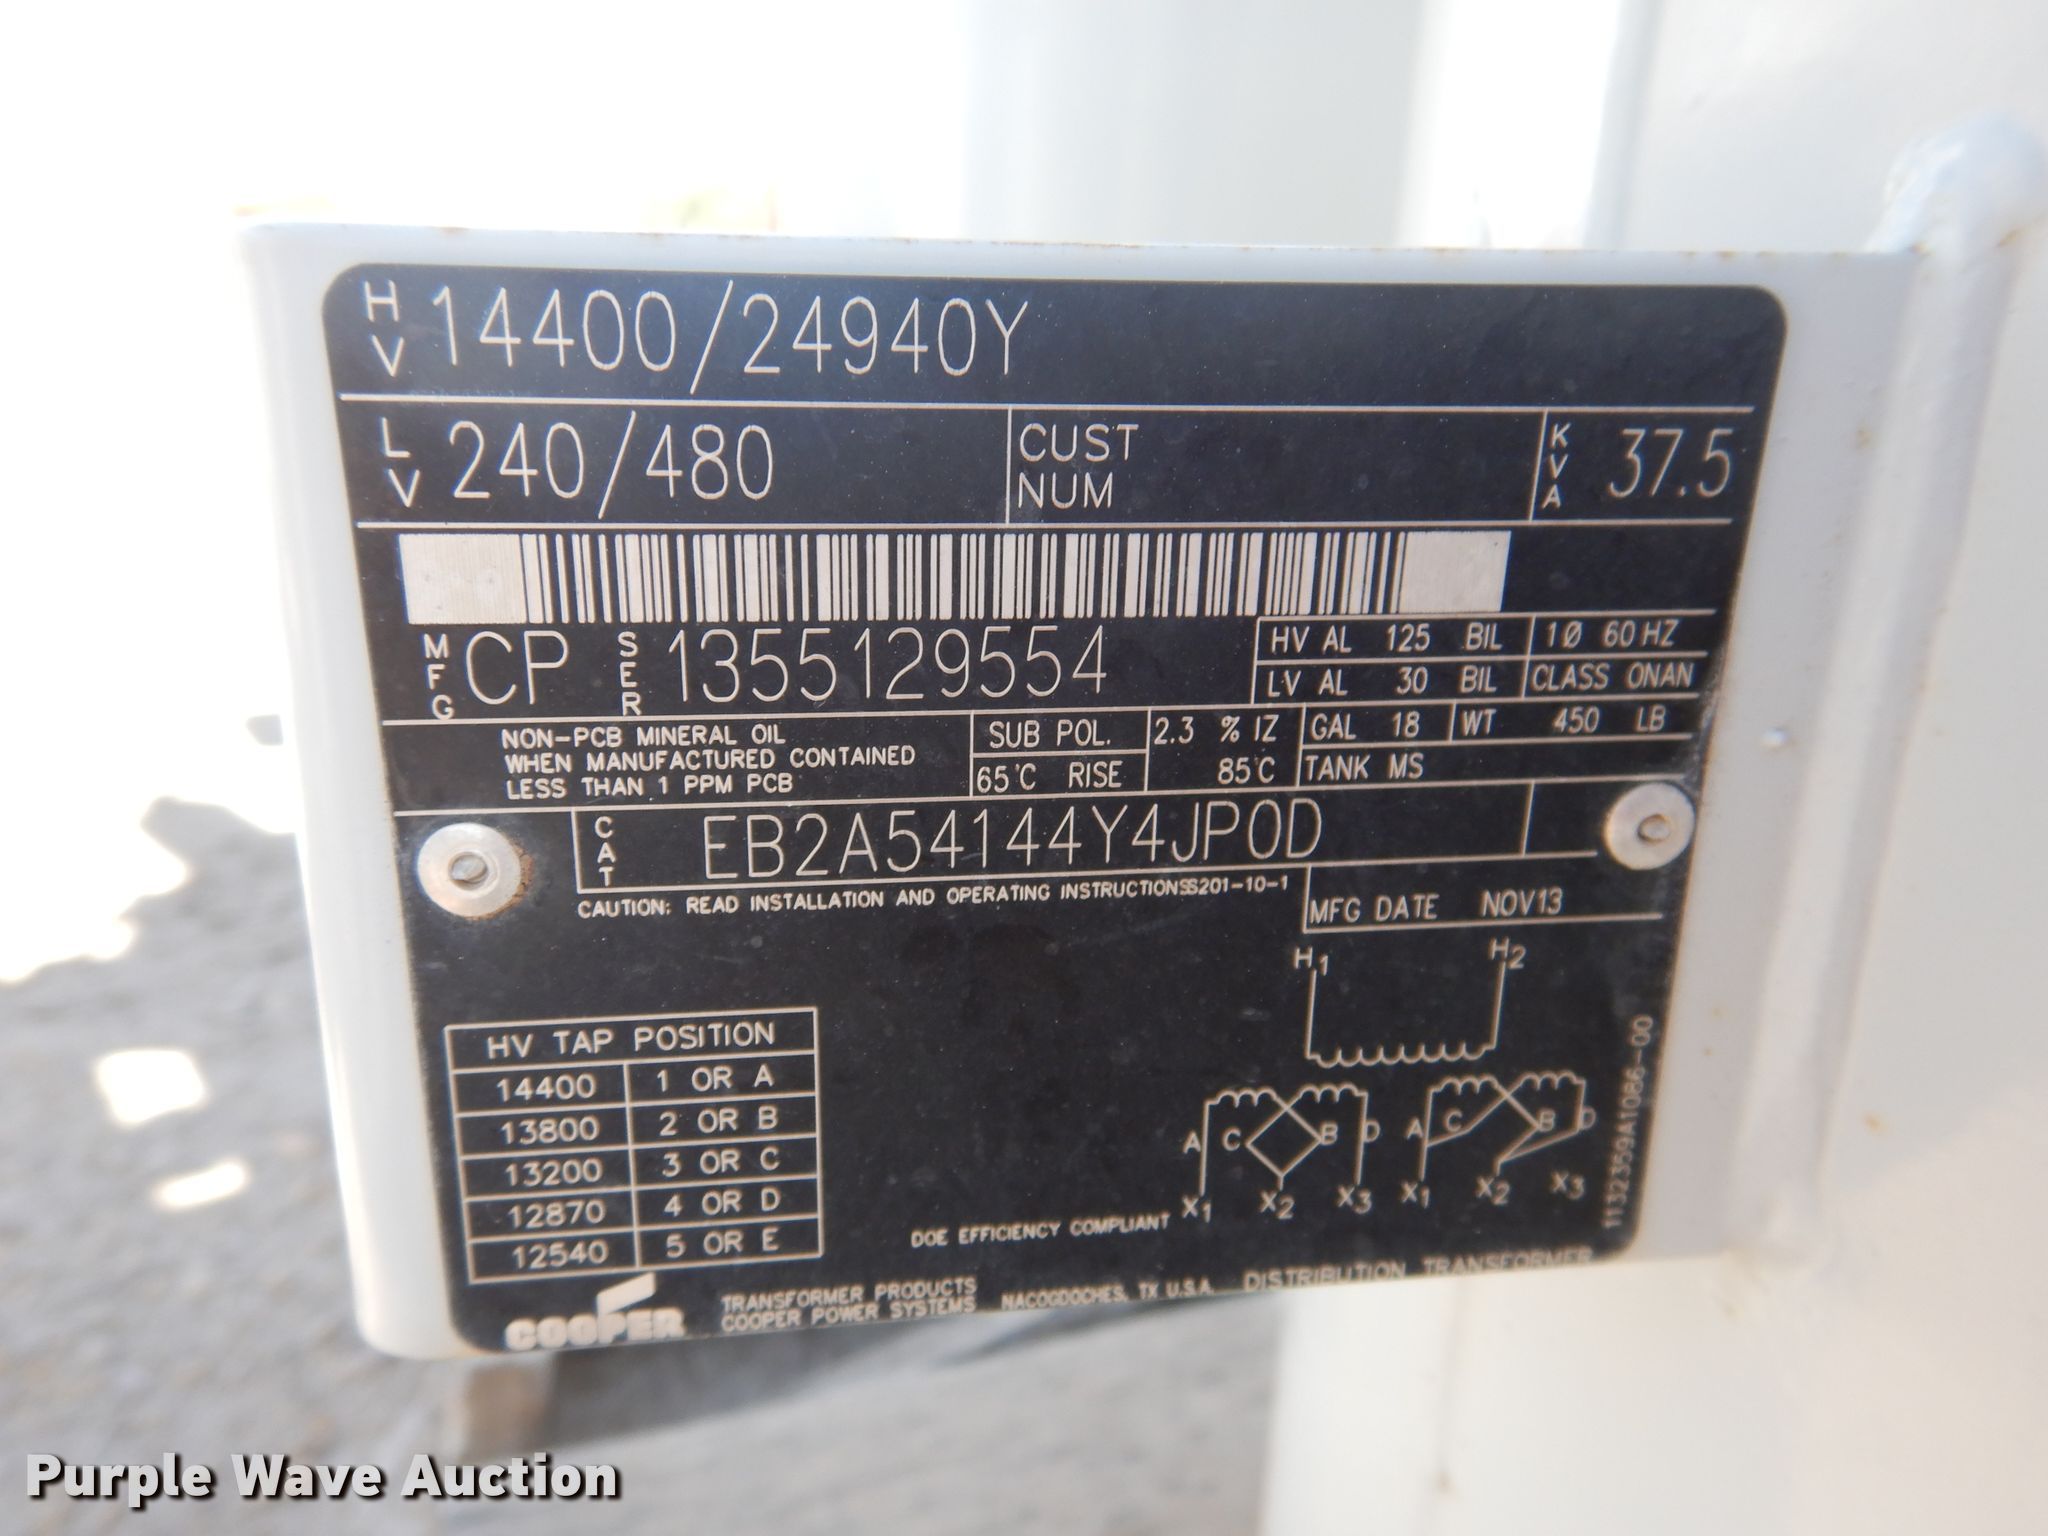 HV 14400/24940Y
LV 240/480 CUST NUM KVA 37.5
MFG CP SER 1355129554
HV AL 125 BIL 1Ø 60HZ
LV AL 30 BIL CLASS ONAN
NON-PCB MINERAL OIL
WHEN MANUFACTURED CONTAINED
LESS THAN 1 PPM PCB
SUB POL. 2.3 % IZ GAL 18 WT 450 LB
65°C RISE 85°C TANK MS
CAT EB2A54144Y4JP0D
CAUTION: READ INSTALLATION AND OPERATING INSTRUCTIONSS201-10-1
MFG DATE NOV13
H1 H2
HV TAP POSITION
14400 1 OR A
13800 2 OR B
13200 3 OR C
12870 4 OR D
12540 5 OR E
A C B D A C B D
X1 X2 X3 X1 X2 X3
DOE EFFICIENCY COMPLIANT
1132359A1086-00
COOPER
TRANSFORMER PRODUCTS
COOPER POWER SYSTEMS
NACOGDOCHES, TX U.S.A. DISTRIBUTION TRANSFORMER
Purple Wave Auction